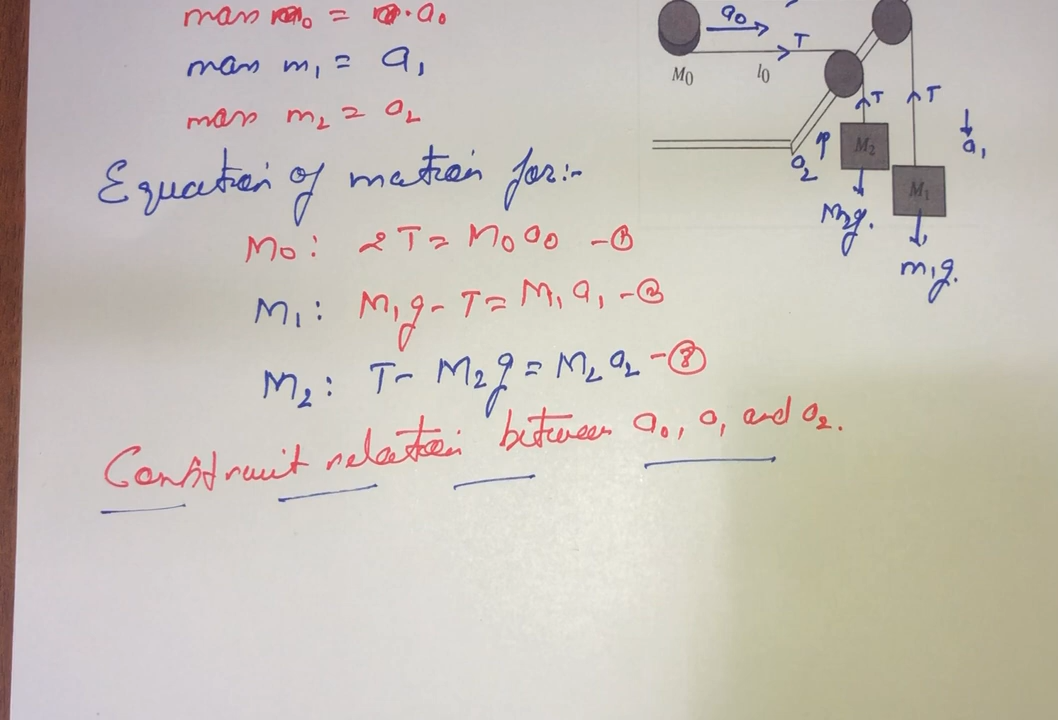 mass m₀ = a₀
mass m₁ = a₁
mass m₂ = a₂
a₀
T
M₀
l₀
T
T
a₂
M₂
a₁
M₁
M₂g.
m₁g.
Equation of motion for:-
M₀: 2T = M₀a₀ -①
M₁: M₁g - T = M₁a₁ -②
M₂: T - M₂g = M₂a₂ -③
Constraint relation between a₀, a₁ and a₂.